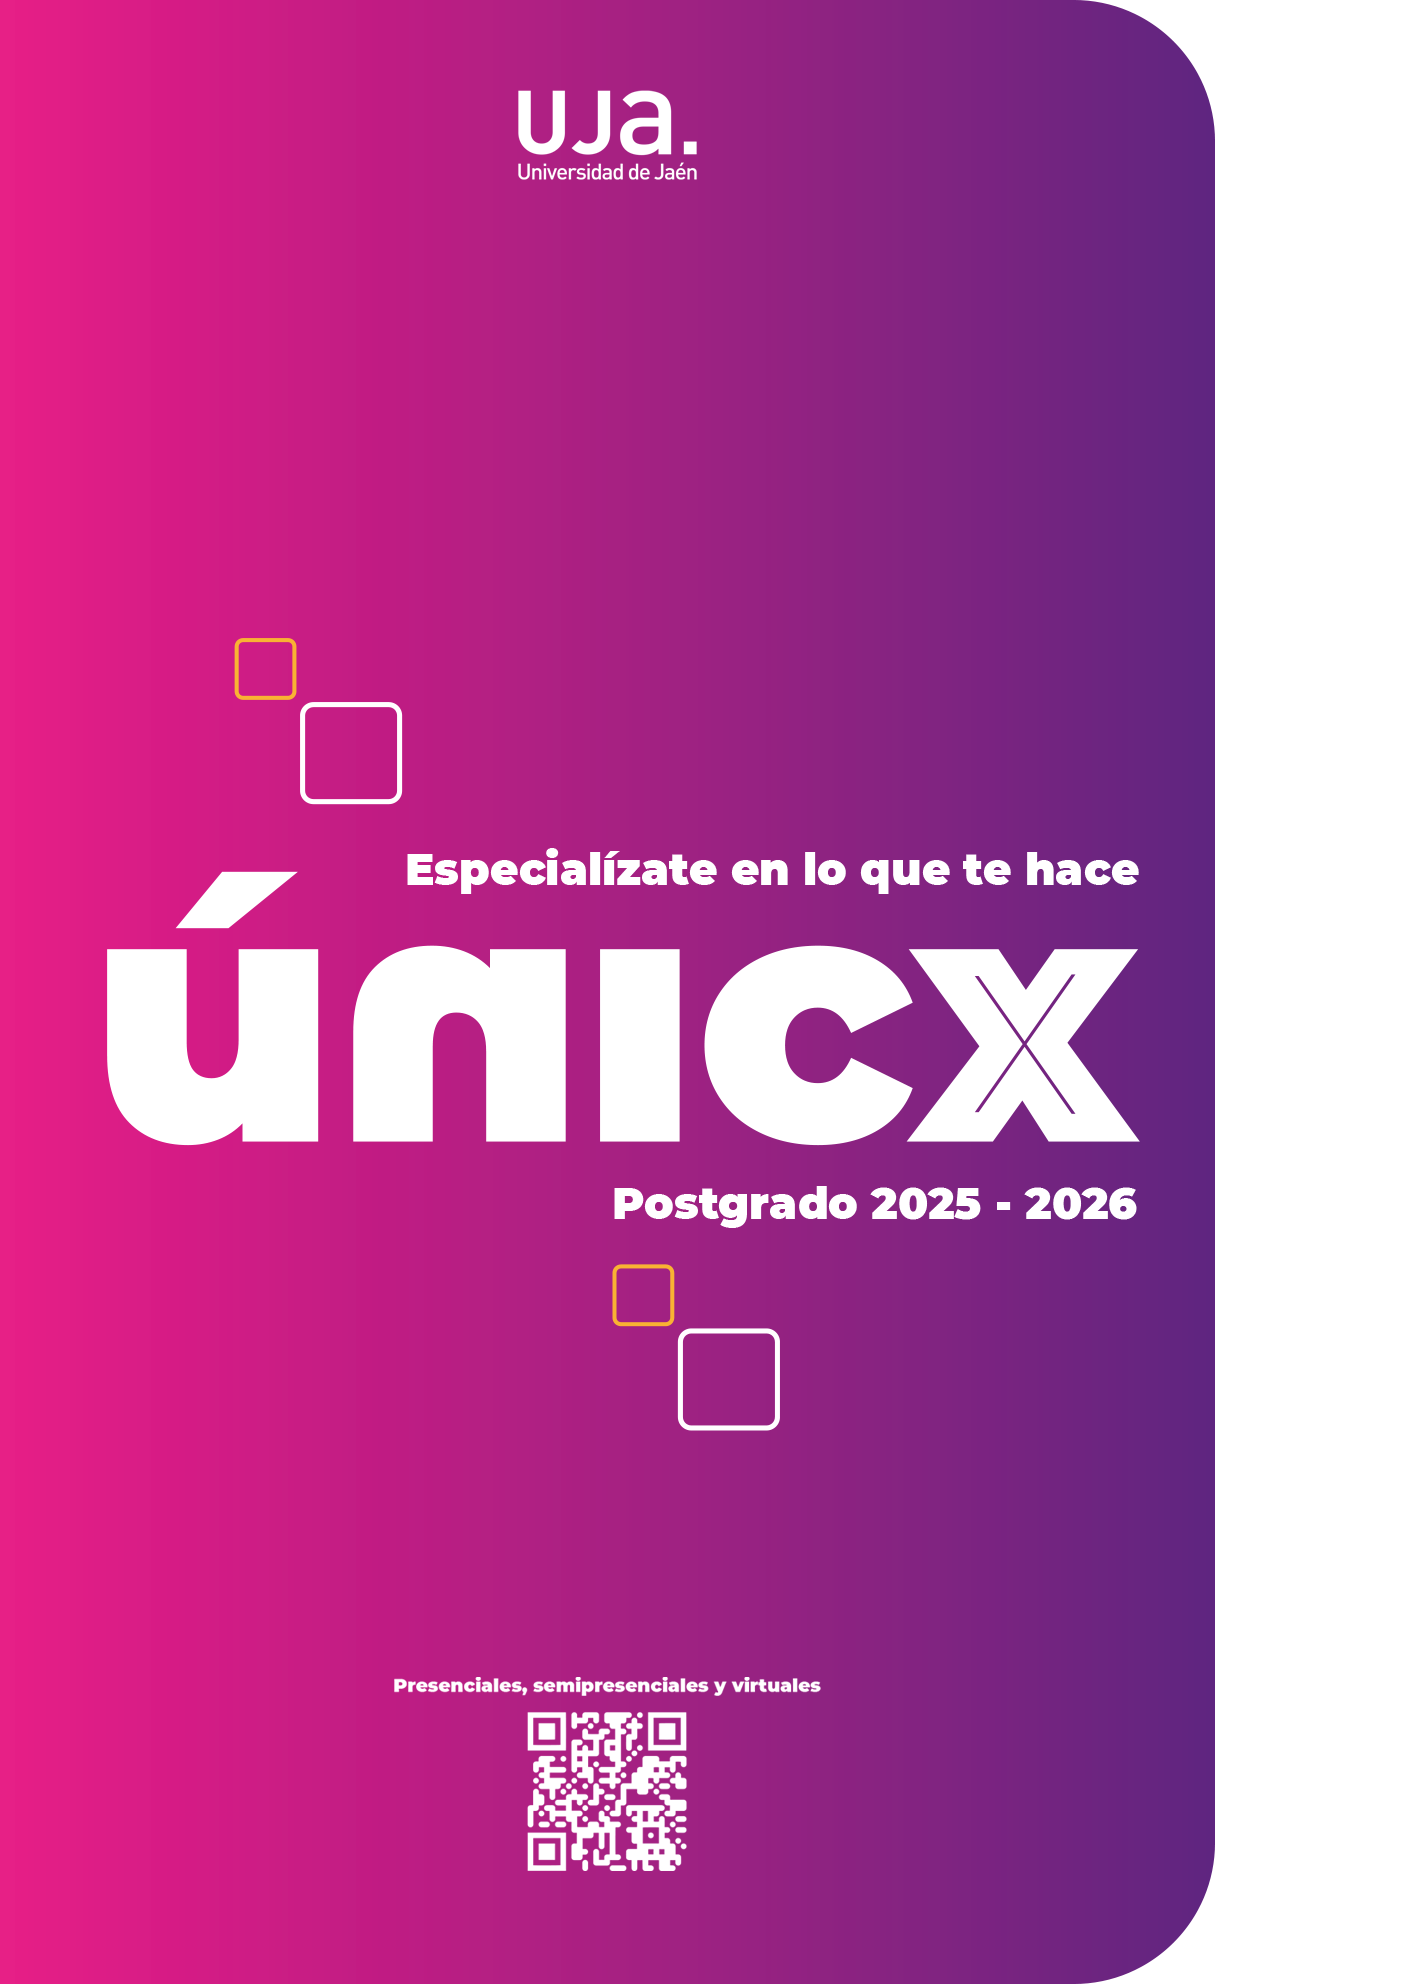 uja.
Universidad de Jaén
Especialízate en lo que te hace
únicx
Postgrado 2025 - 2026
Presenciales, semipresenciales y virtuales